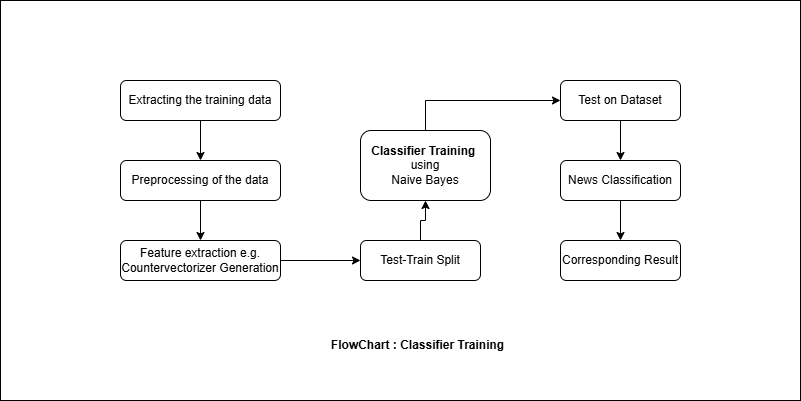 Extracting the training data
Preprocessing of the data
Feature extraction e.g.
Countervectorizer Generation
Test-Train Split
Classifier Training
using
Naive Bayes
Test on Dataset
News Classification
Corresponding Result
FlowChart : Classifier Training